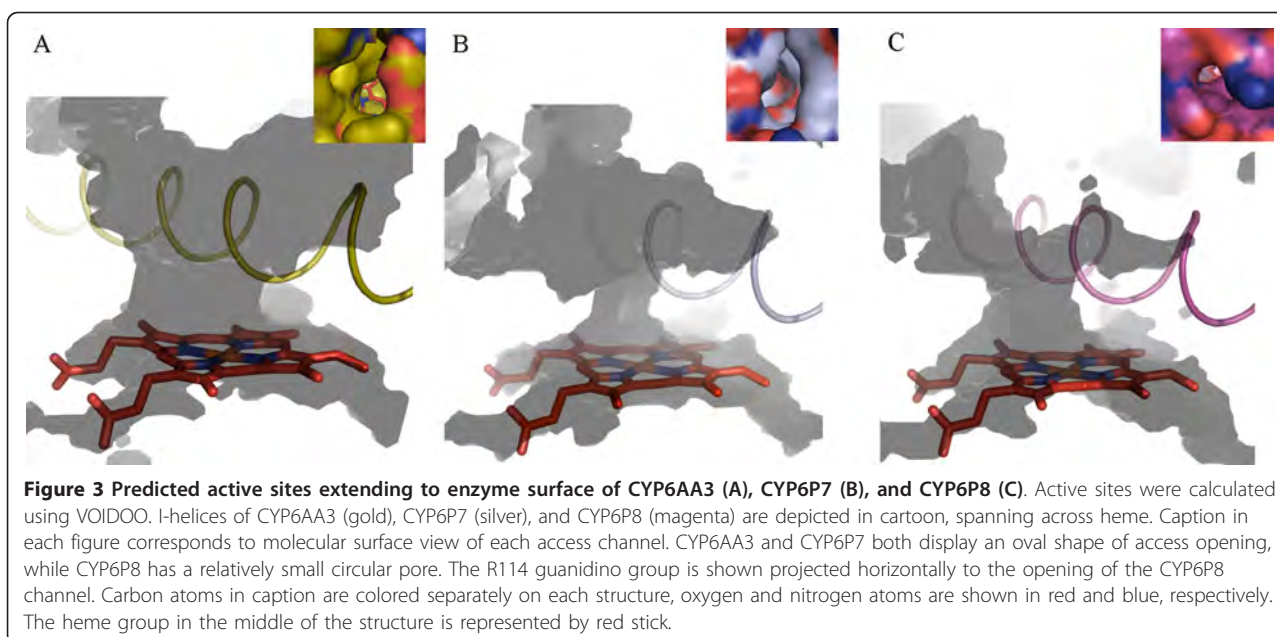 A
B
C
Figure 3 Predicted active sites extending to enzyme surface of CYP6AA3 (A), CYP6P7 (B), and CYP6P8 (C). Active sites were calculated
using VOIDOO. I-helices of CYP6AA3 (gold), CYP6P7 (silver), and CYP6P8 (magenta) are depicted in cartoon, spanning across heme. Caption in
each figure corresponds to molecular surface view of each access channel. CYP6AA3 and CYP6P7 both display an oval shape of access opening,
while CYP6P8 has a relatively small circular pore. The R114 guanidino group is shown projected horizontally to the opening of the CYP6P8
channel. Carbon atoms in caption are colored separately on each structure, oxygen and nitrogen atoms are shown in red and blue, respectively.
The heme group in the middle of the structure is represented by red stick.